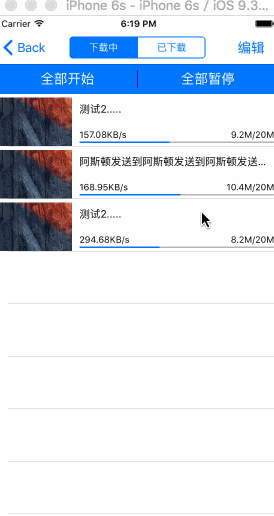 iPhone 6s - iPhone 6s / iOS 9.3...
Carrier 6:19 PM
Back 下载中 已下载 编辑
全部开始 全部暂停
测试2.....
157.08KB/s 9.2M/20M
阿斯顿发送到阿斯顿发送到阿斯顿发送...
168.95KB/s 10.4M/20M
测试2.....
294.68KB/s 8.2M/20M